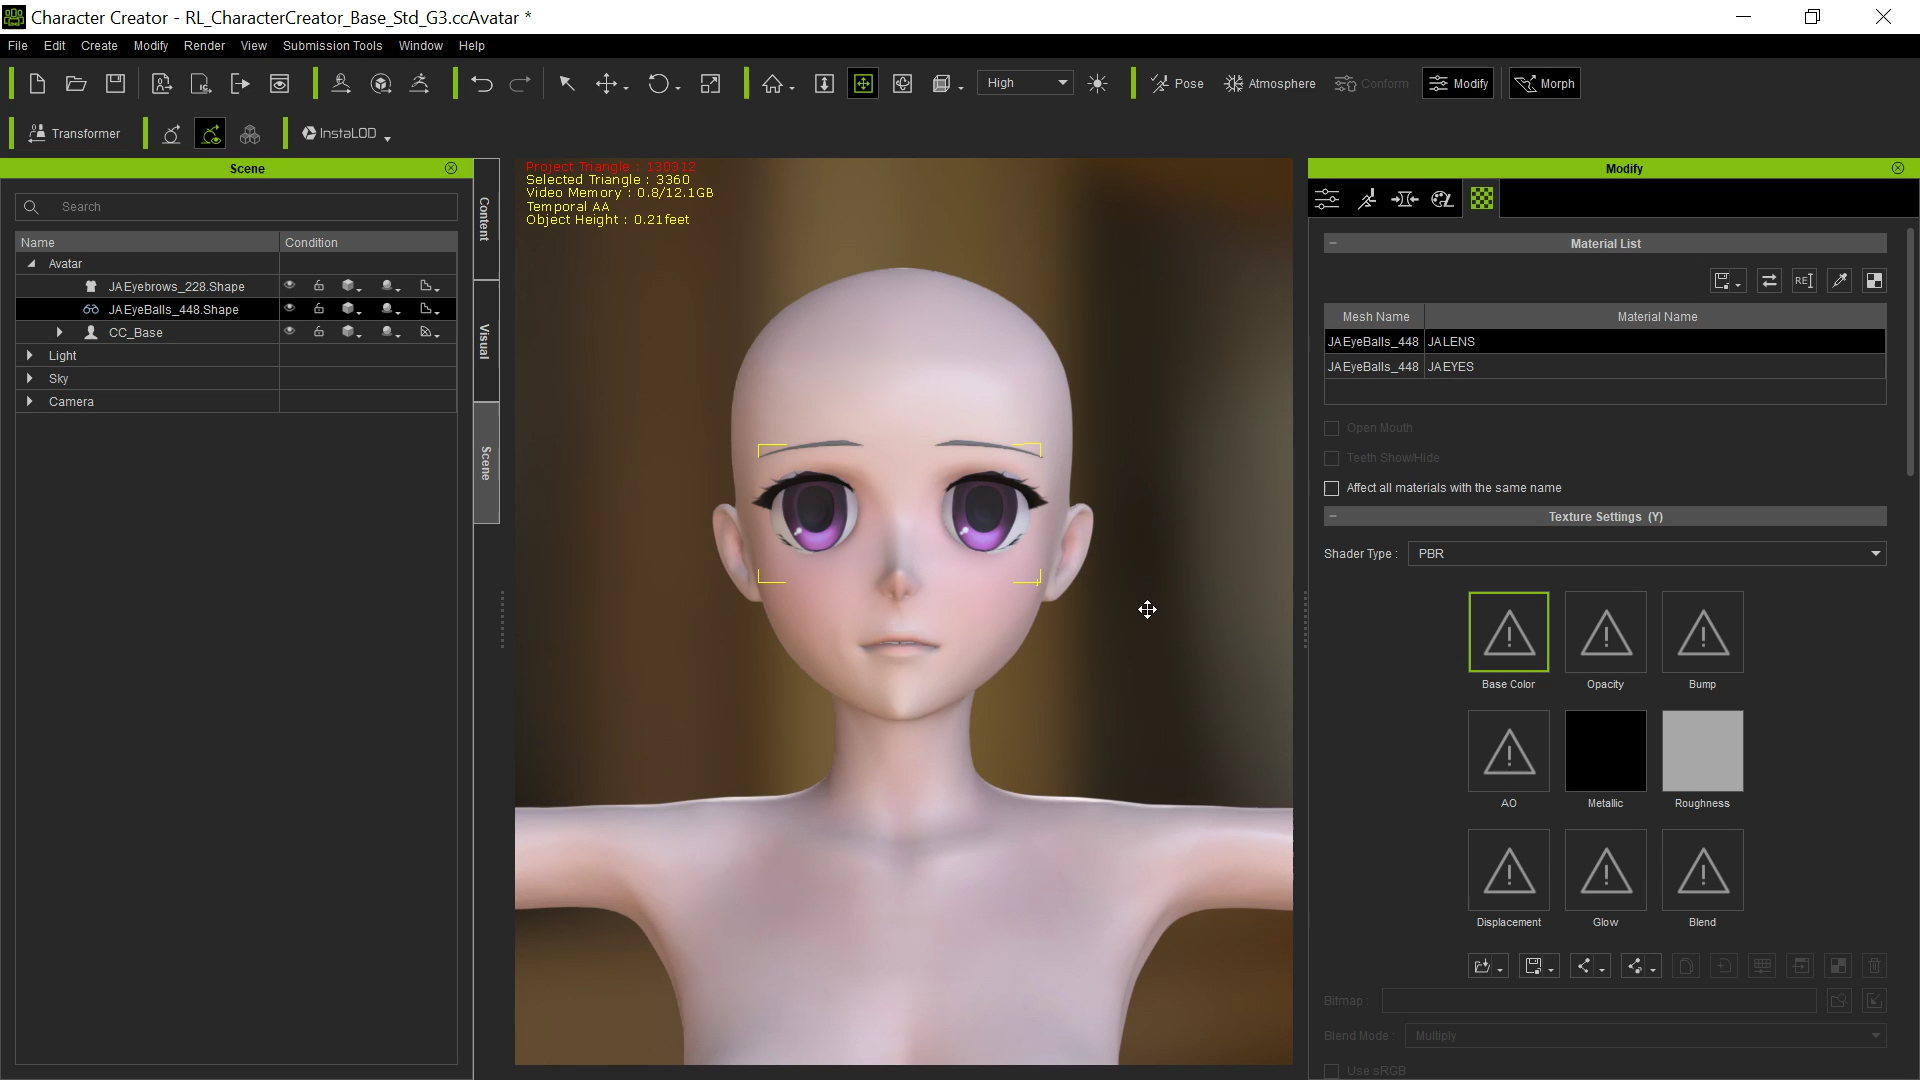 Character Creator - RL_CharacterCreator_Base_Std_G3.ccAvatar *
File Edit Create Modify Render View Submission Tools Window Help
High Pose Atmosphere Conform Modify Morph
Transformer InstaLOD
Scene
Search
Name Condition
Avatar
JAEyebrows_228.Shape
JAEyeBalls_448.Shape
CC_Base
Light
Sky
Camera
Content
Visual
Scene
Project Triangle : 130312
Selected Triangle : 3360
Video Memory : 0.8/12.1GB
Temporal AA
Object Height : 0.21feet
Modify
Material List
Mesh Name Material Name
JAEyeBalls_448 JALENS
JAEyeBalls_448 JAEYES
Open Mouth
Teeth Show/Hide
Affect all materials with the same name
Texture Settings (Y)
Shader Type : PBR
Base Color Opacity Bump
AO Metallic Roughness
Displacement Glow Blend
Bitmap :
Blend Mode : Multiply
Use sRGB